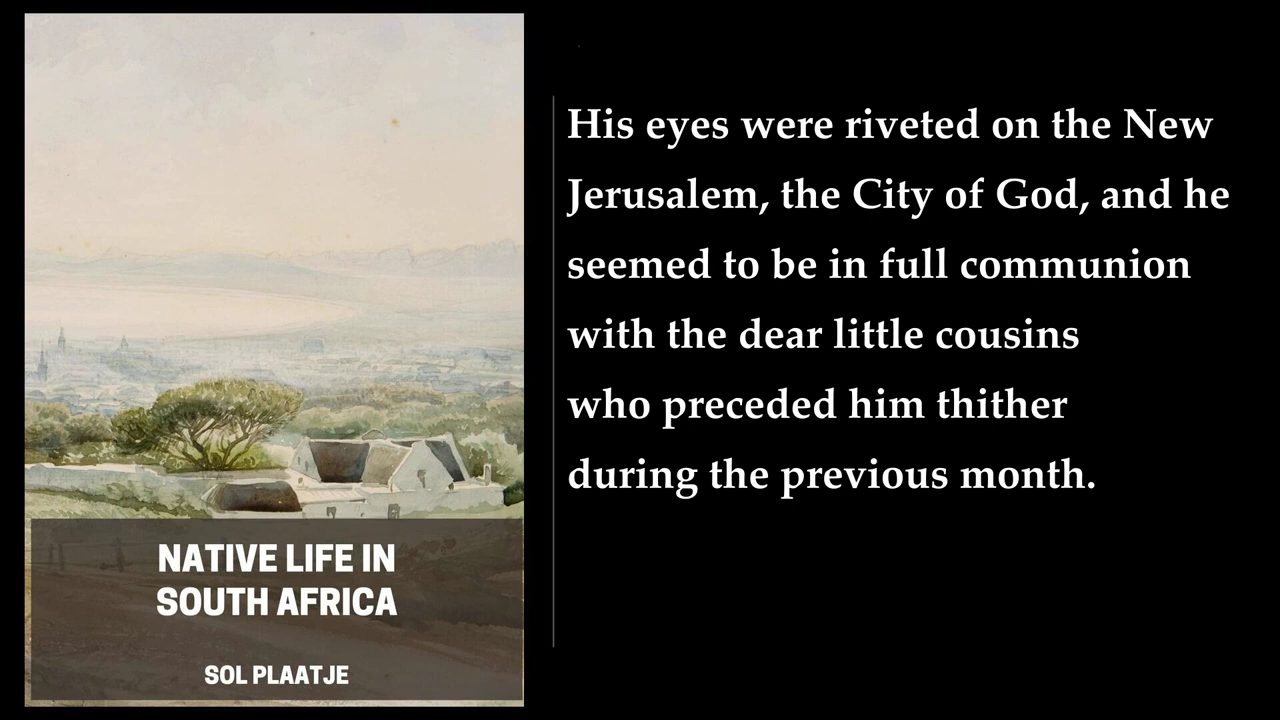 NATIVE LIFE IN
SOUTH AFRICA
SOL PLAATJE
His eyes were riveted on the New
Jerusalem, the City of God, and he
seemed to be in full communion
with the dear little cousins
who preceded him thither
during the previous month.